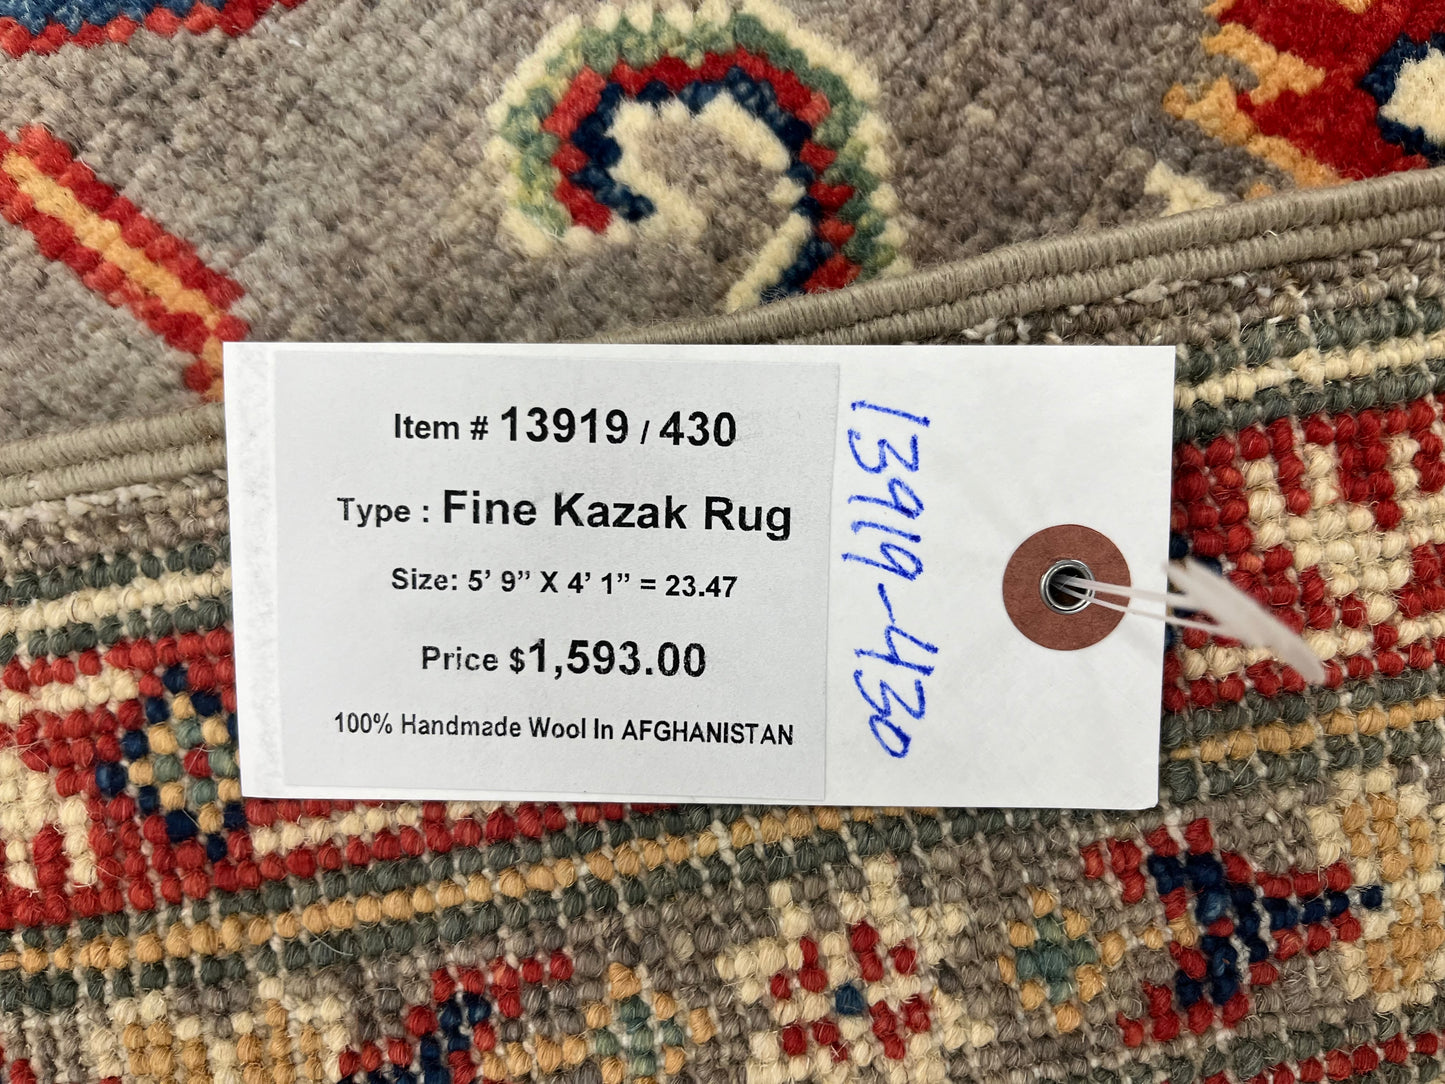 Item # 13919 / 430
Type : Fine Kazak Rug
Size: 5’ 9” X 4’ 1” = 23.47
Price $1,593.00
100% Handmade Wool In AFGHANISTAN
13919-430